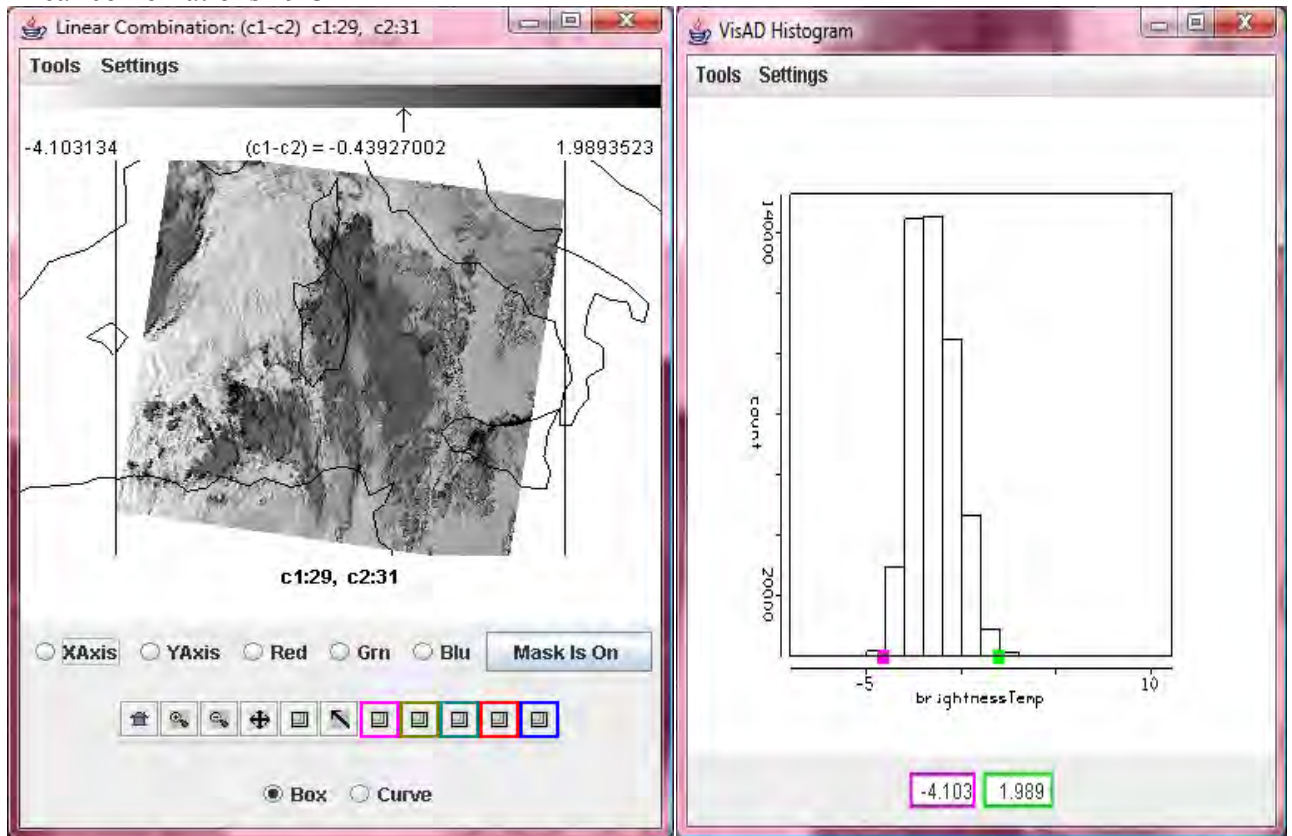 Linear Combination: (c1-c2) c1:29, c2:31
Tools Settings
-4.103134 (c1-c2) = -0.43927002 1.9893523
c1:29, c2:31
XAxis YAxis Red Grn Blu Mask Is On
Box Curve
VisAD Histogram
Tools Settings
140000
count
20000
-5 10
brightnessTemp
-4.103 1.989